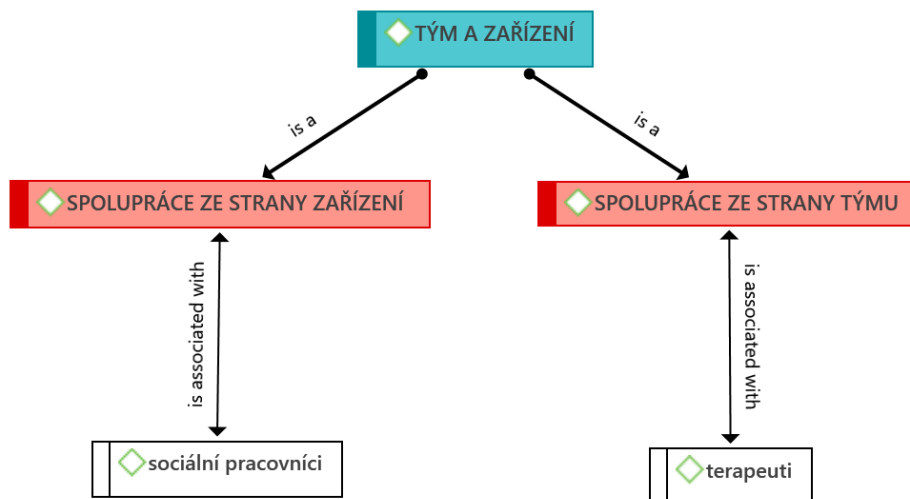 TÝM A ZAŘÍZENÍ
is a
is a
SPOLUPRÁCE ZE STRANY ZAŘÍZENÍ
SPOLUPRÁCE ZE STRANY TÝMU
is associated with
is associated with
sociální pracovníci
terapeuti